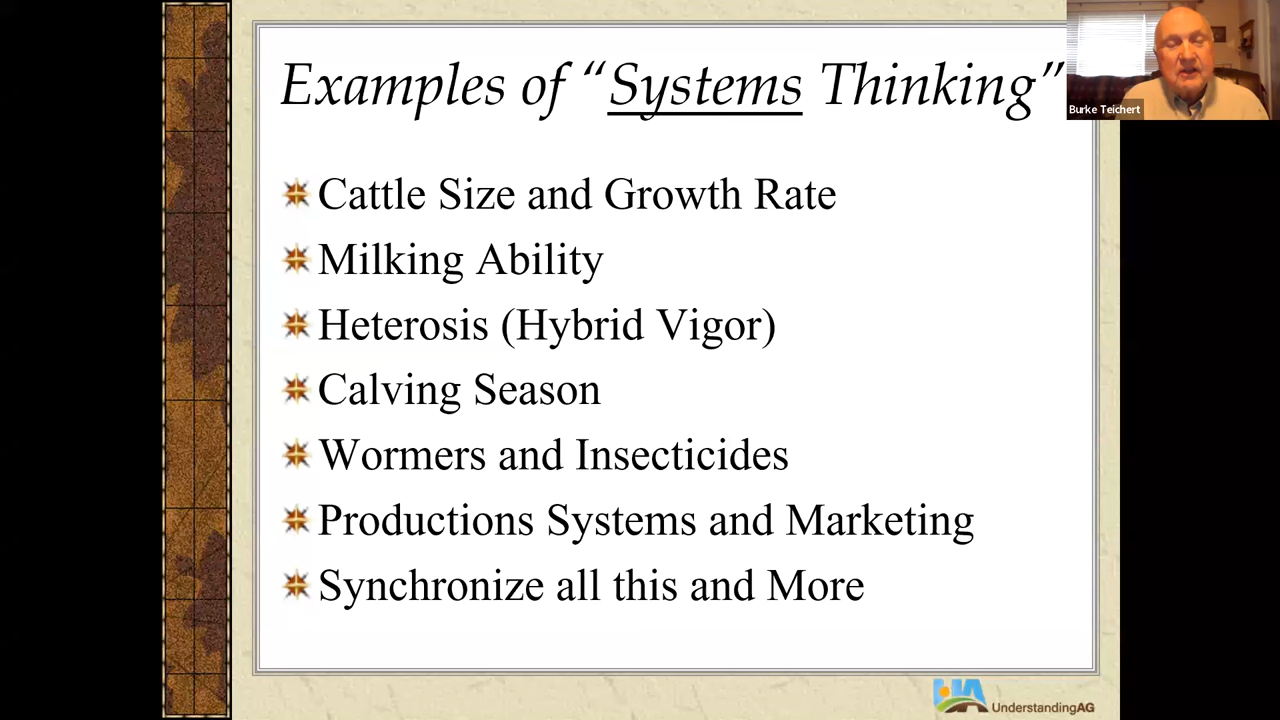 Examples of “Systems Thinking”
Burke Teichert
Cattle Size and Growth Rate
Milking Ability
Heterosis (Hybrid Vigor)
Calving Season
Wormers and Insecticides
Productions Systems and Marketing
Synchronize all this and More
UA
UnderstandingAG